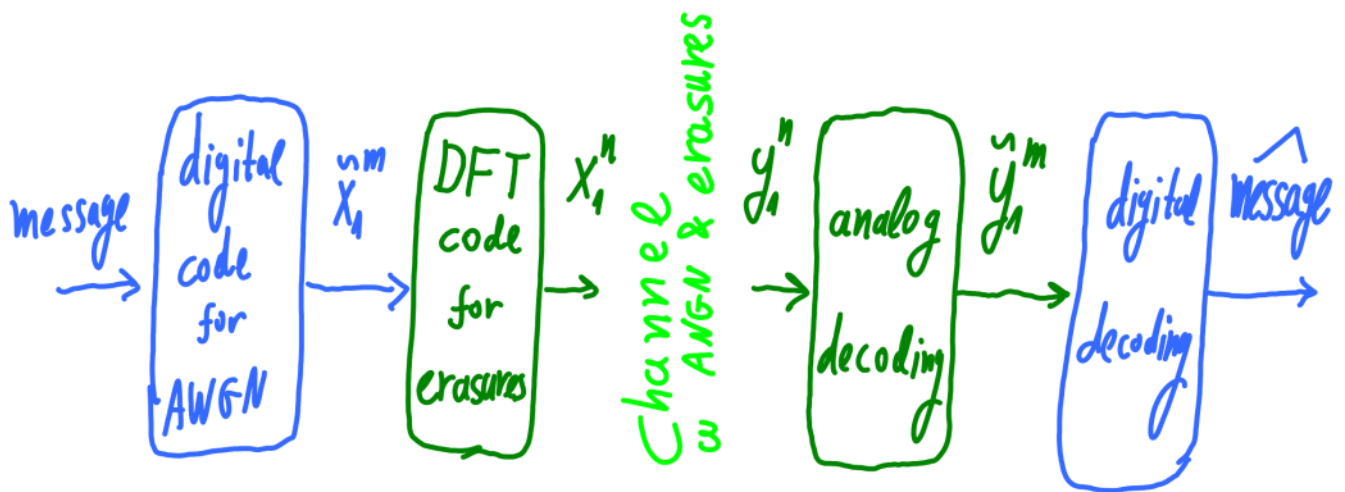 message
digital
code
for
AWGN
x̃₁ᵐ
DFT
code
for
erasures
x₁ⁿ
Channel
w AWGN & erasures
y₁ⁿ
analog
decoding
ỹ₁ᵐ
digital
decoding
message^